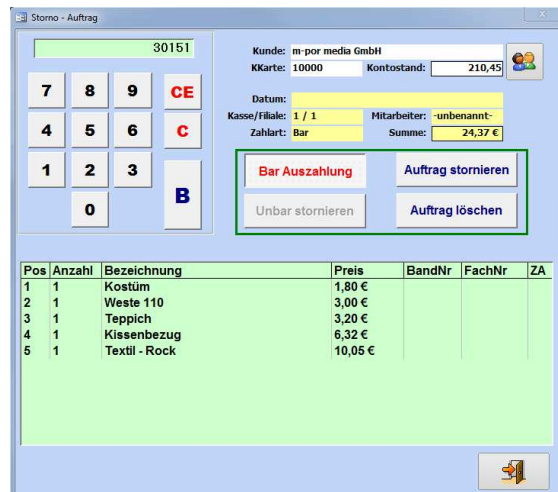 Storno - Auftrag
30151
7 8 9 CE
4 5 6 C
1 2 3 B
0
Kunde: m-por media GmbH
KKarte: 10000 Kontostand: 210,45
Datum:
Kasse/Filiale: 1 / 1 Mitarbeiter: -unbenannt-
Zahlart: Bar Summe: 24,37 €
Bar Auszahlung Auftrag stornieren
Unbar stornieren Auftrag löschen
Pos Anzahl Bezeichnung Preis BandNr FachNr ZA
1 1 Kostüm 1,80 €
2 1 Weste 110 3,00 €
3 1 Teppich 3,20 €
4 1 Kissenbezug 6,32 €
5 1 Textil - Rock 10,05 €